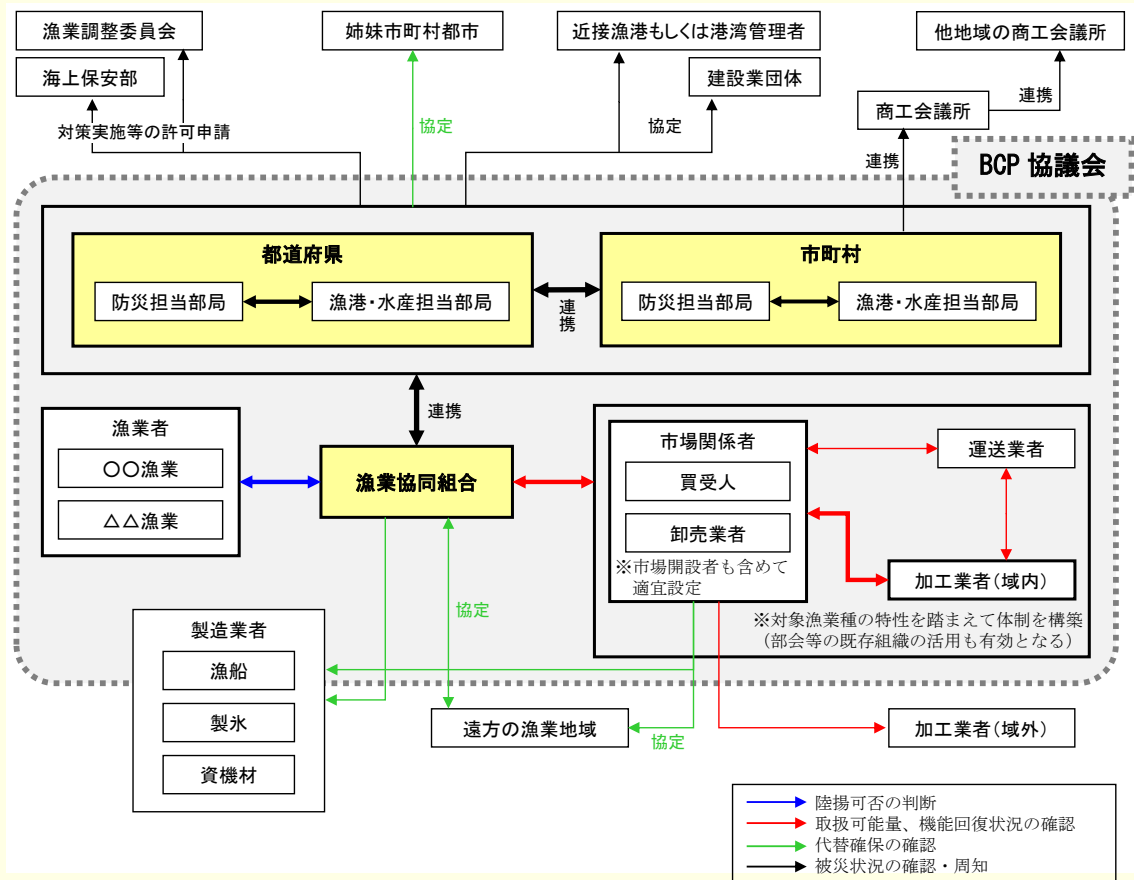 漁業調整委員会
姉妹市町村都市
近接漁港もしくは港湾管理者
他地域の商工会議所
海上保安部
建設業団体
商工会議所
連携
対策実施等の許可申請
協定
協定
連携
BCP 協議会
都道府県
市町村
防災担当部局
漁港・水産担当部局
連携
防災担当部局
漁港・水産担当部局
連携
漁業者
○○漁業
△△漁業
漁業協同組合
市場関係者
買受人
卸売業者
※市場開設者も含めて
適宜設定
運送業者
加工業者(域内)
※対象漁業種の特性を踏まえて体制を構築
(部会等の既存組織の活用も有効となる)
協定
製造業者
漁船
製氷
資機材
遠方の漁業地域
協定
加工業者(域外)
陸揚可否の判断
取扱可能量、機能回復状況の確認
代替確保の確認
被災状況の確認・周知